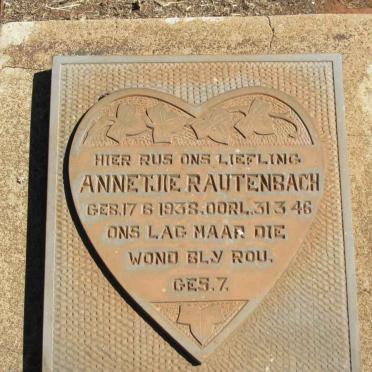 HIER RUS ONS LIEFLING
ANNETJIE RAUTENBACH
GES.17 6 1938.OORL.31 3 46
ONS LAG MAAR DIE
WOND BLY ROU.
GES.7.